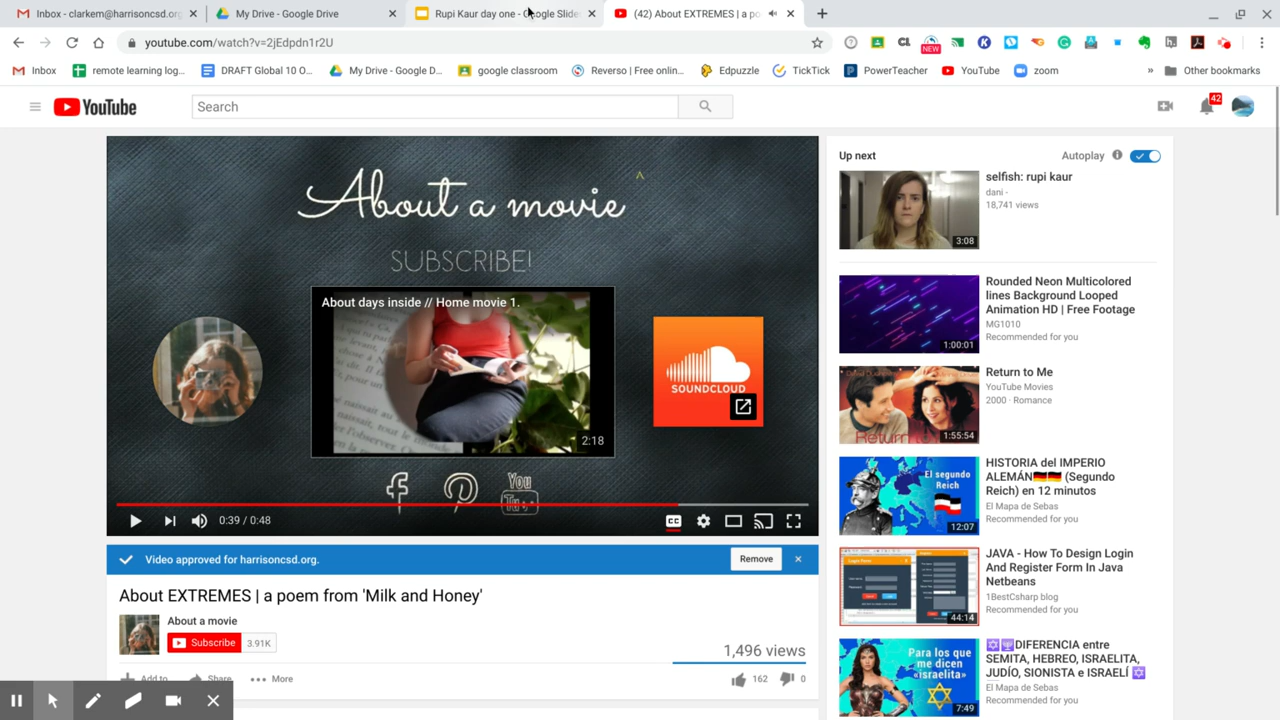 Inbox - clarkem@harrisoncsd.org
My Drive - Google Drive
Rupi Kaur day one - Google Slides
(42) About EXTREMES | a po
youtube.com/watch?v=2jEdpdn1r2U
NEW
Inbox
remote learning log...
DRAFT Global 10 O...
My Drive - Google D...
google classroom
Reverso | Free onlin...
Edpuzzle
TickTick
PowerTeacher
YouTube
zoom
»
Other bookmarks
YouTube
Search
42
About a movie
SUBSCRIBE!
About days inside // Home movie 1.
2:18
SOUNDCLOUD
You
0:39 / 0:48
CC
Video approved for harrisoncsd.org.
Remove
About EXTREMES | a poem from 'Milk and Honey'
About a movie
Subscribe 3.91K
1,496 views
Add to
Share
More
162
0
Up next
Autoplay
selfish: rupi kaur
dani -
18,741 views
3:08
Rounded Neon Multicolored
lines Background Looped
Animation HD | Free Footage
MG1010
Recommended for you
1:00:01
Return to Me
YouTube Movies
2000 · Romance
Return to Me
1:55:54
HISTORIA del IMPERIO
ALEMÁN🇩🇪🇩🇪 (Segundo
Reich) en 12 minutos
El Mapa de Sebas
Recommended for you
El segundo
Reich
12:07
JAVA - How To Design Login
And Register Form In Java
Netbeans
1BestCsharp blog
Recommended for you
44:14
✡️🕎DIFERENCIA entre
SEMITA, HEBREO, ISRAELITA,
JUDÍO, SIONISTA e ISRAELÍ ✡️
El Mapa de Sebas
Recommended for you
Para los que
me dicen
«israelita»
7:49